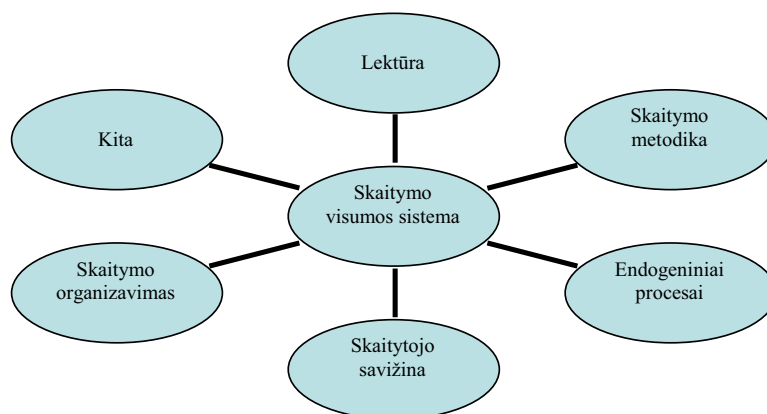 Lektūra
Kita
Skaitymo
metodika
Skaitymo
visumos sistema
Skaitymo
organizavimas
Endogeniniai
procesai
Skaitytojo
savižina